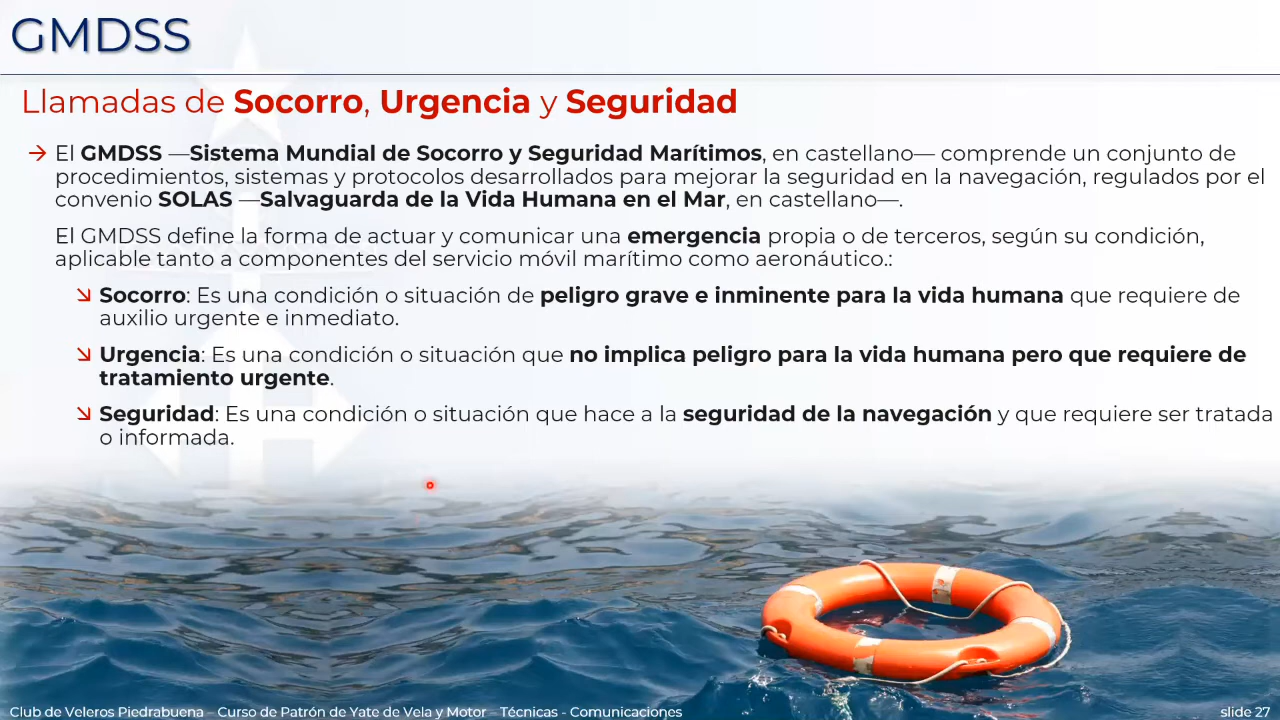 GMDSS
Llamadas de Socorro, Urgencia y Seguridad
→ El GMDSS —Sistema Mundial de Socorro y Seguridad Marítimos, en castellano— comprende un conjunto de
procedimientos, sistemas y protocolos desarrollados para mejorar la seguridad en la navegación, regulados por el
convenio SOLAS —Salvaguarda de la Vida Humana en el Mar, en castellano—.
El GMDSS define la forma de actuar y comunicar una emergencia propia o de terceros, según su condición,
aplicable tanto a componentes del servicio móvil marítimo como aeronáutico.:
↘ Socorro: Es una condición o situación de peligro grave e inminente para la vida humana que requiere de
auxilio urgente e inmediato.
↘ Urgencia: Es una condición o situación que no implica peligro para la vida humana pero que requiere de
tratamiento urgente.
↘ Seguridad: Es una condición o situación que hace a la seguridad de la navegación y que requiere ser tratada
o informada.
Club de Veleros Piedrabuena – Curso de Patrón de Yate de Vela y Motor – Técnicas - Comunicaciones
slide 27